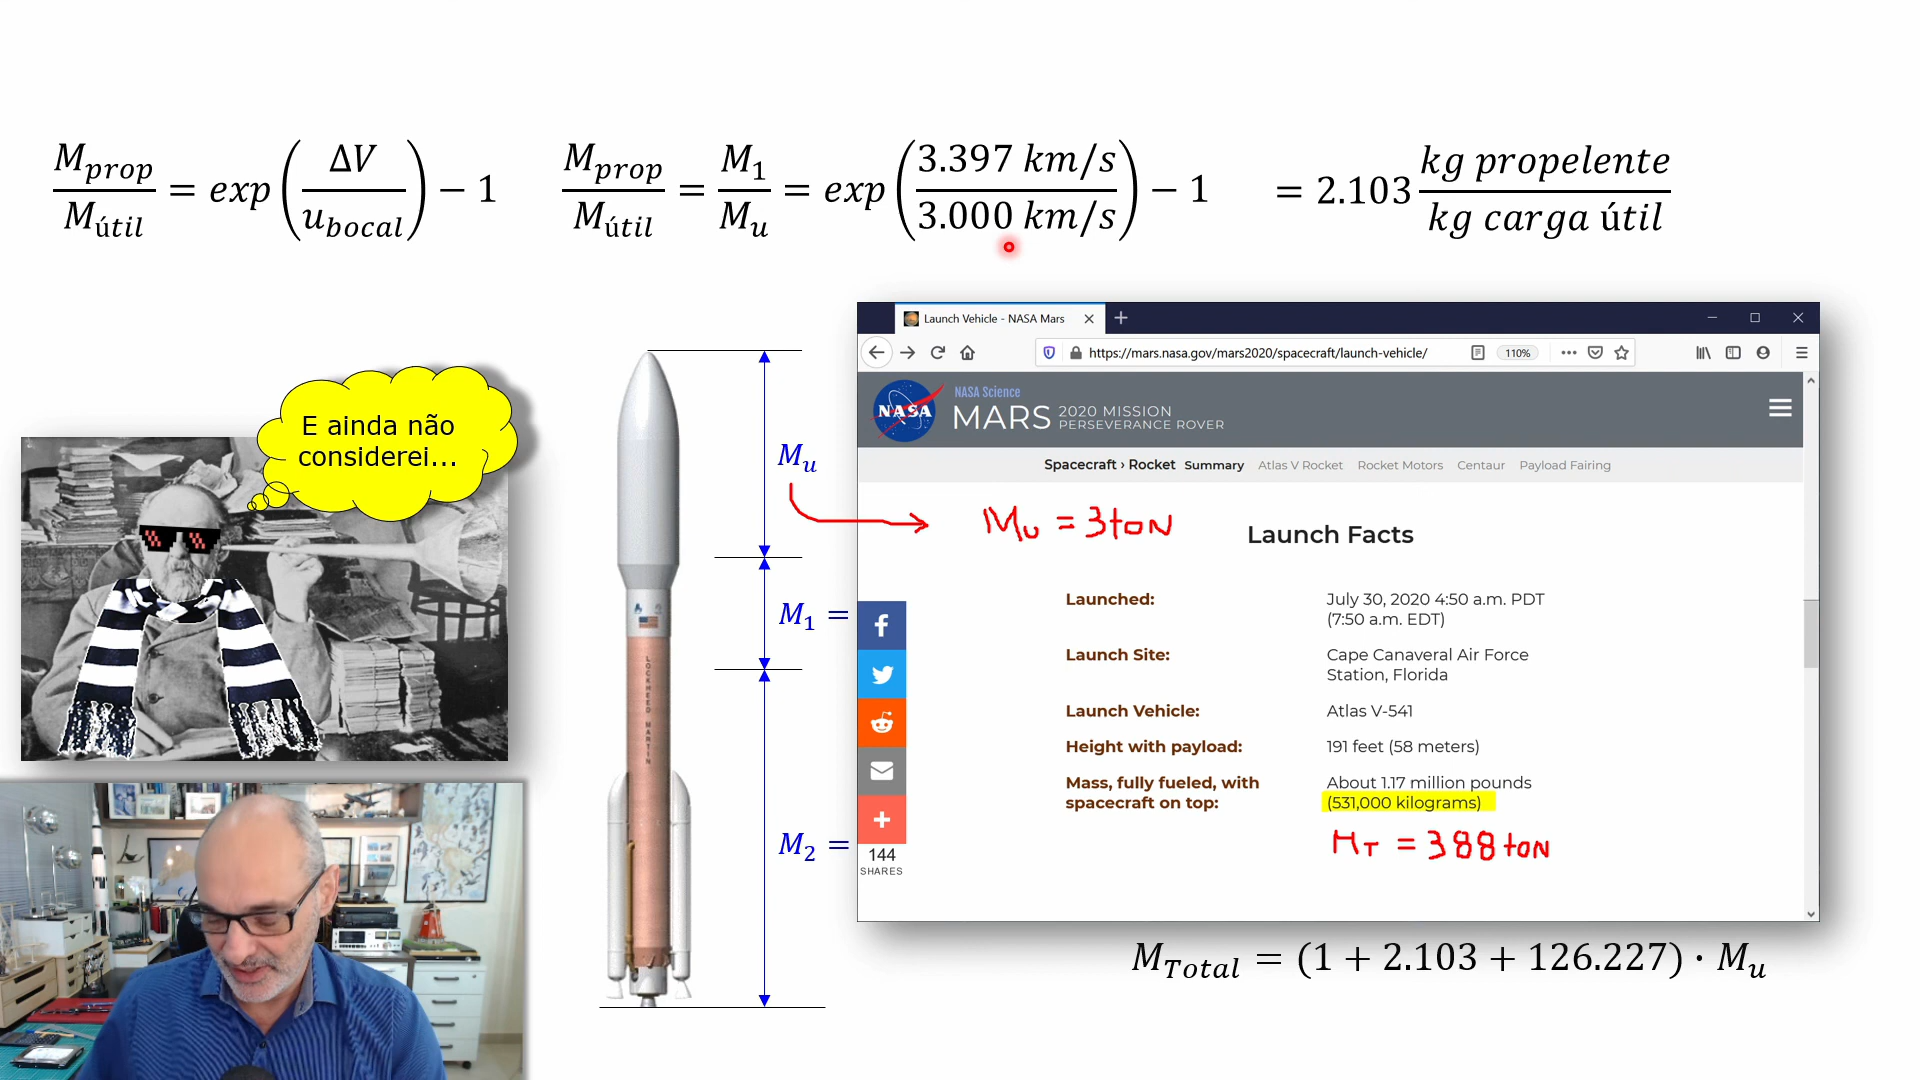 M_prop / M_útil = exp(ΔV / u_bocal) − 1
M_prop / M_útil = M_1 / M_u = exp(3.397 km/s / 3.000 km/s) − 1 = 2.103 kg propelente / kg carga útil
E ainda não
considerei...
M_u
M_1 =
M_2 =
LOCKHEED MARTIN
Launch Vehicle - NASA Mars
https://mars.nasa.gov/mars2020/spacecraft/launch-vehicle/
110%
NASA
NASA Science
MARS
2020 MISSION
PERSEVERANCE ROVER
Spacecraft › Rocket Summary Atlas V Rocket Rocket Motors Centaur Payload Fairing
M_U = 3 ton
Launch Facts
Launched: July 30, 2020 4:50 a.m. PDT
(7:50 a.m. EDT)
Launch Site: Cape Canaveral Air Force
Station, Florida
Launch Vehicle: Atlas V-541
Height with payload: 191 feet (58 meters)
Mass, fully fueled, with About 1.17 million pounds
spacecraft on top: (531,000 kilograms)
M_T = 388 ton
144
SHARES
M_Total = (1 + 2.103 + 126.227) · M_u